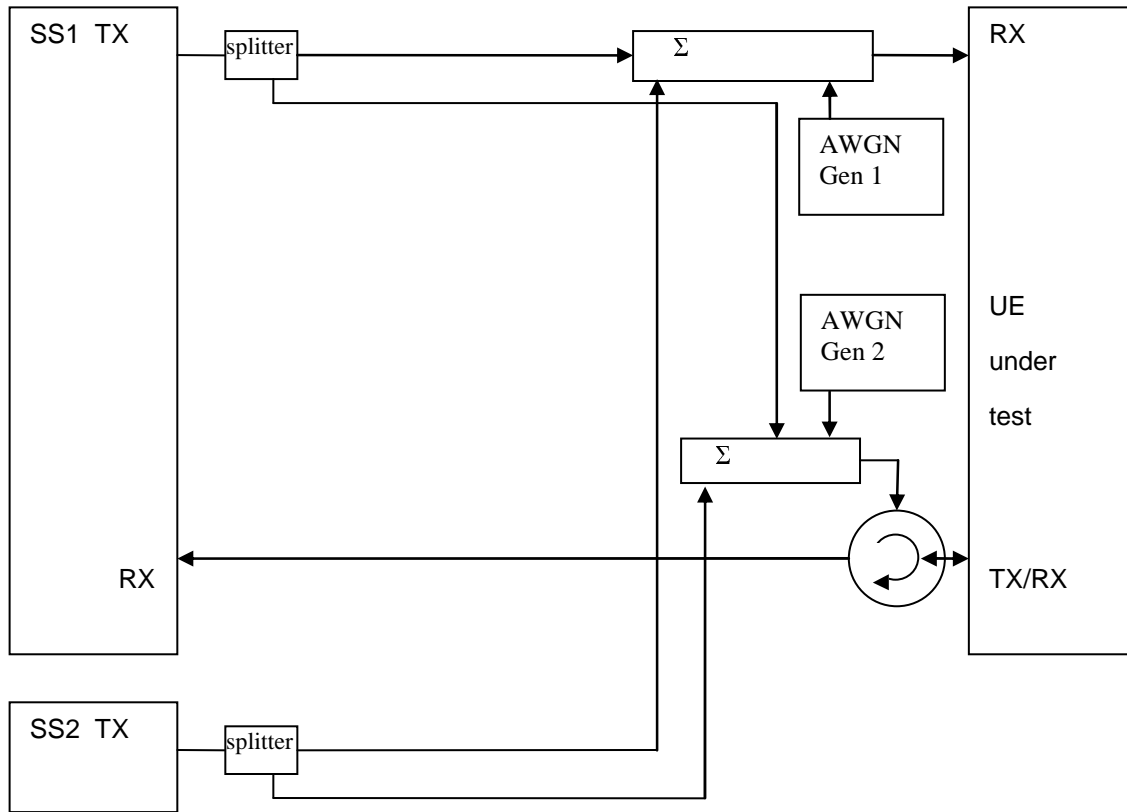 SS1 TX
splitter
Σ
RX
AWGN
Gen 1
AWGN
Gen 2
UE
under
test
Σ
RX
TX/RX
SS2 TX
splitter